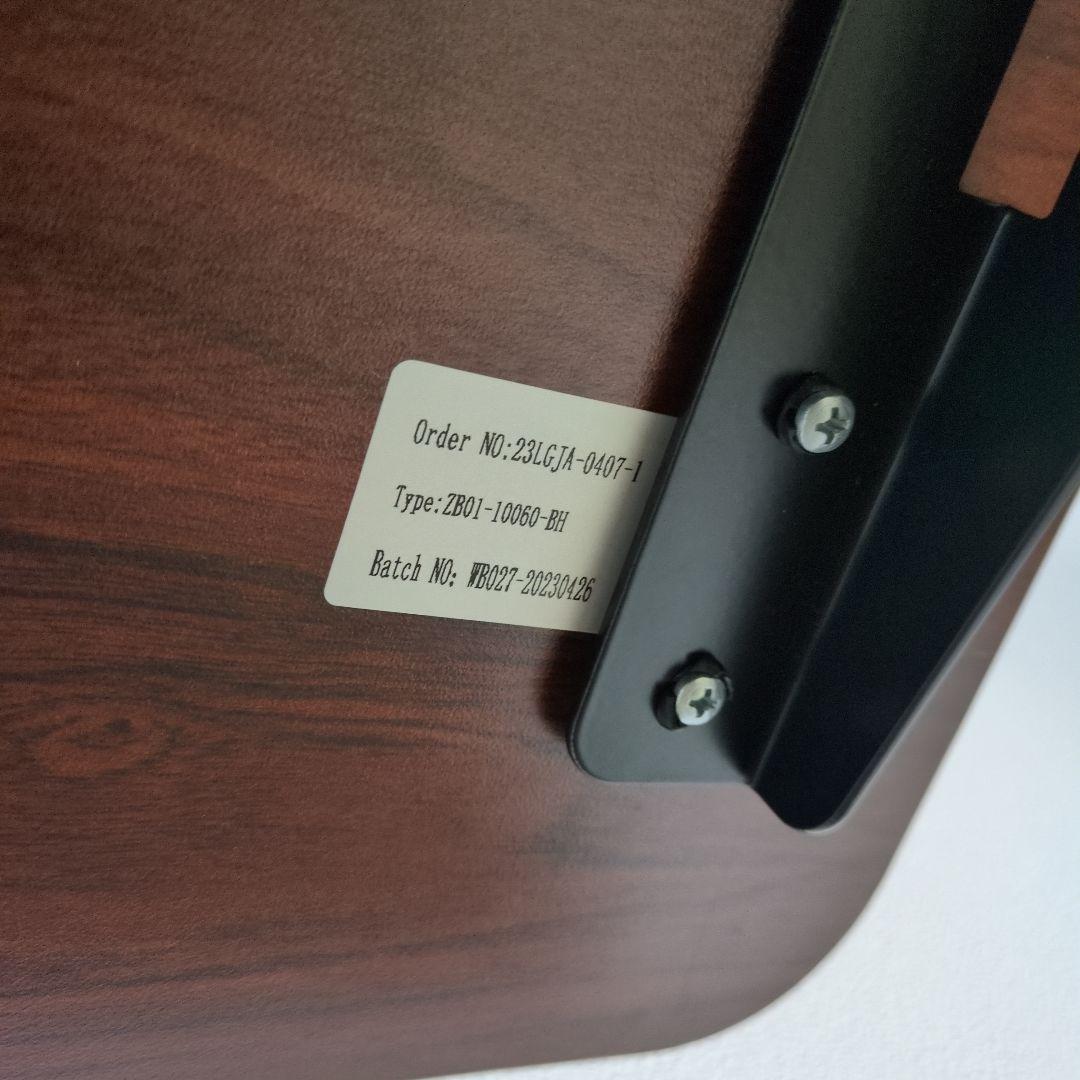 Order NO:23LGJA-0407-1
Type:ZB01-10060-BH
Batch NO: WB027-20230426